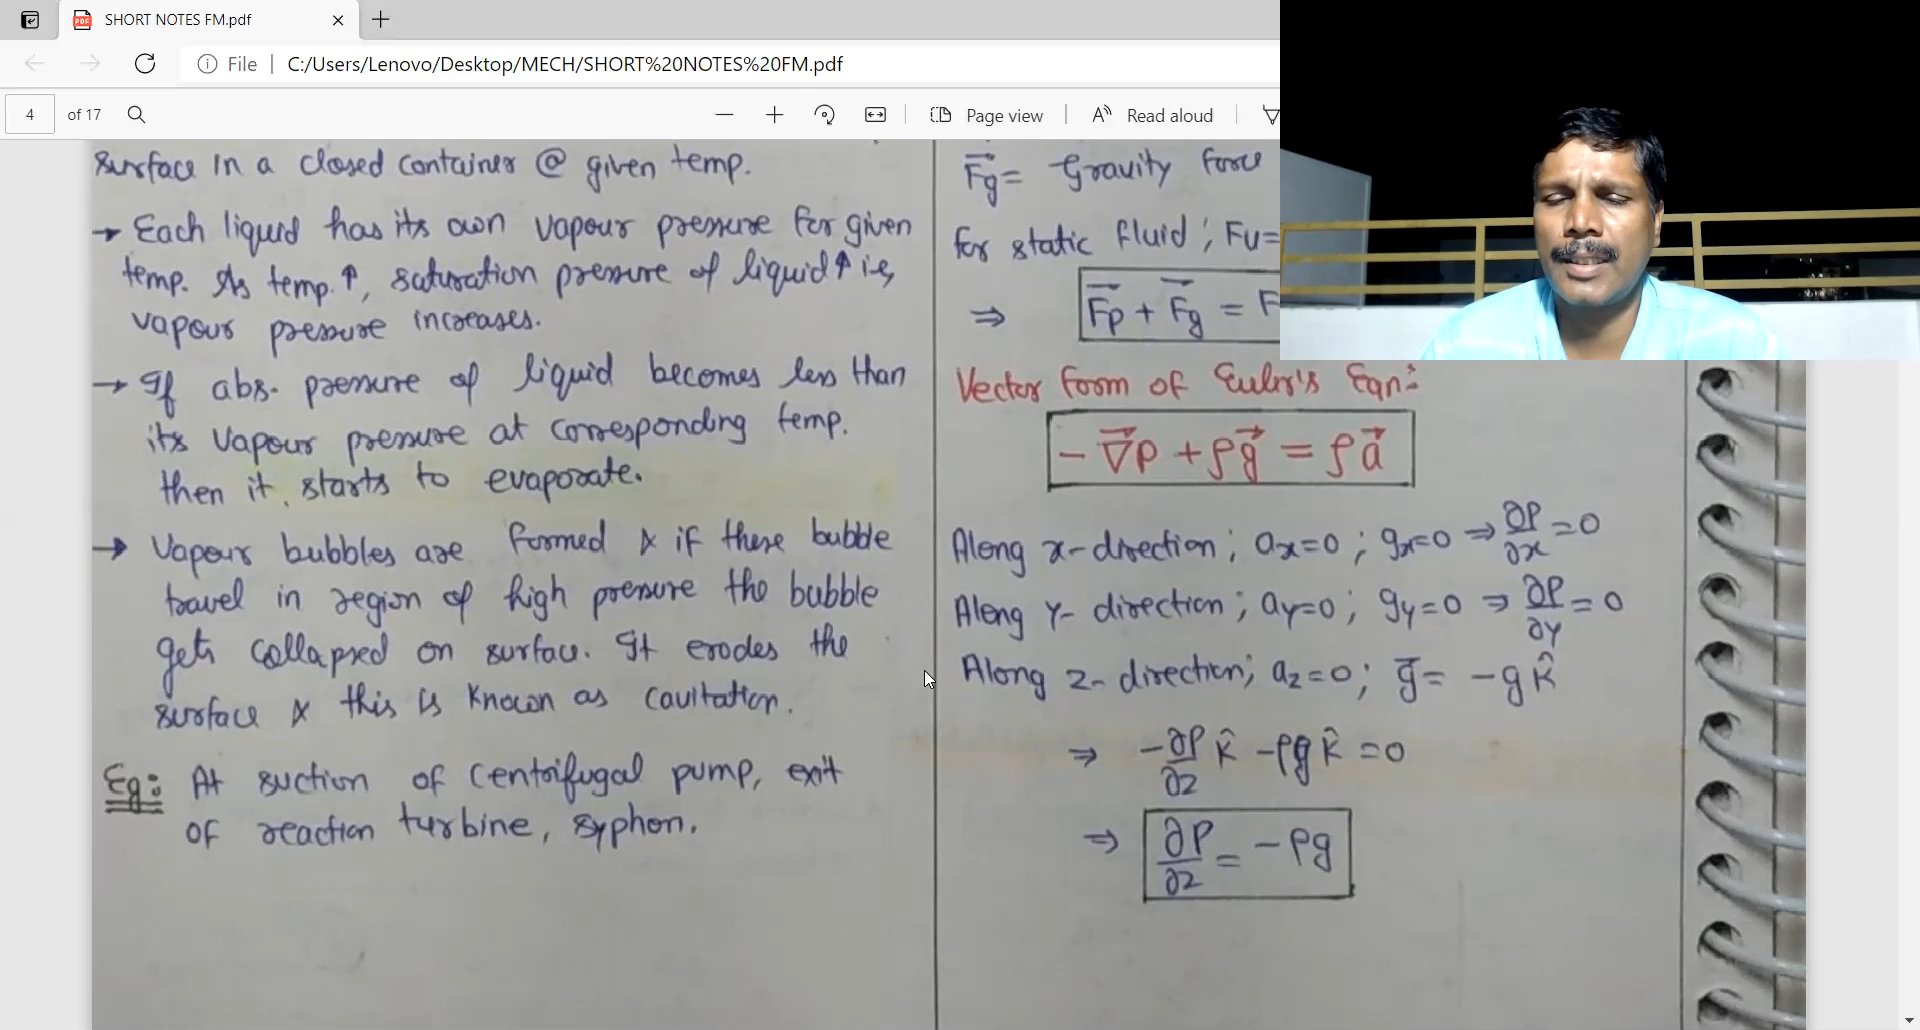 SHORT NOTES FM.pdf
File
C:/Users/Lenovo/Desktop/MECH/SHORT%20NOTES%20FM.pdf
4 of 17
Page view
Read aloud
surface in a closed container @ given temp.
→ Each liquid has its own vapour pressure for given
temp. As temp. ↑, saturation pressure of liquid ↑ i.e,
vapour pressure increases.
→ If abs. pressure of liquid becomes less than
its vapour pressure at corresponding temp.
then it starts to evaporate.
→ Vapour bubbles are formed & if these bubble
travel in region of high pressure the bubble
gets collapsed on surface. It erodes the
surface & this is known as cavitation.
Eg: At suction of centrifugal pump, exit
of reaction turbine, syphon.
F⃗g = Gravity force
for static fluid ; Fu=
⇒ F⃗p + F⃗g = F
Vector form of Euler's Eqn:
-∇⃗P + ρg⃗ = ρa⃗
Along x-direction ; ax=0 ; gx=0 ⇒ ∂P/∂x = 0
Along Y-direction ; ay=0 ; gy=0 ⇒ ∂P/∂y = 0
Along z-direction; az=0 ; g⃗ = -g k̂
⇒ -∂P/∂z k̂ - ρg k̂ = 0
⇒ ∂P/∂z = -ρg